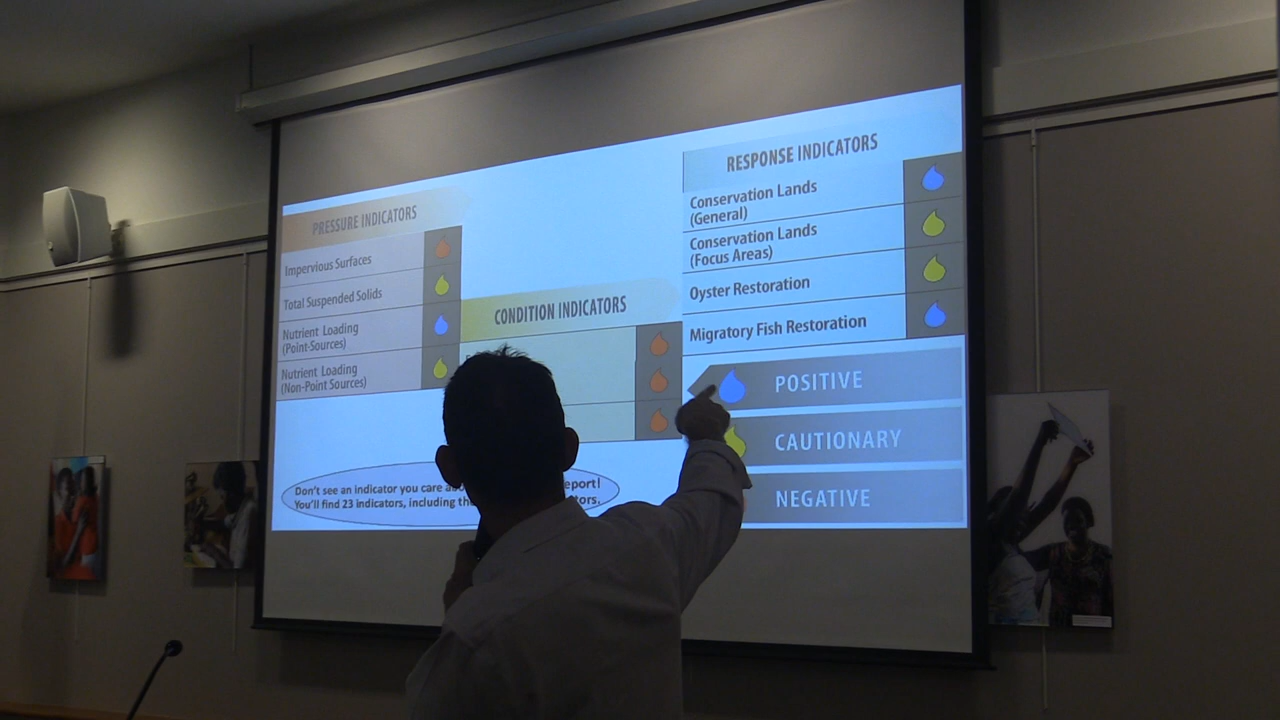 PRESSURE INDICATORS
Impervious Surfaces
Total Suspended Solids
Nutrient Loading
(Point-Sources)
Nutrient Loading
(Non-Point Sources)
CONDITION INDICATORS
RESPONSE INDICATORS
Conservation Lands
(General)
Conservation Lands
(Focus Areas)
Oyster Restoration
Migratory Fish Restoration
POSITIVE
CAUTIONARY
NEGATIVE
Don't see an indicator you care
You'll find 23 indicators, including